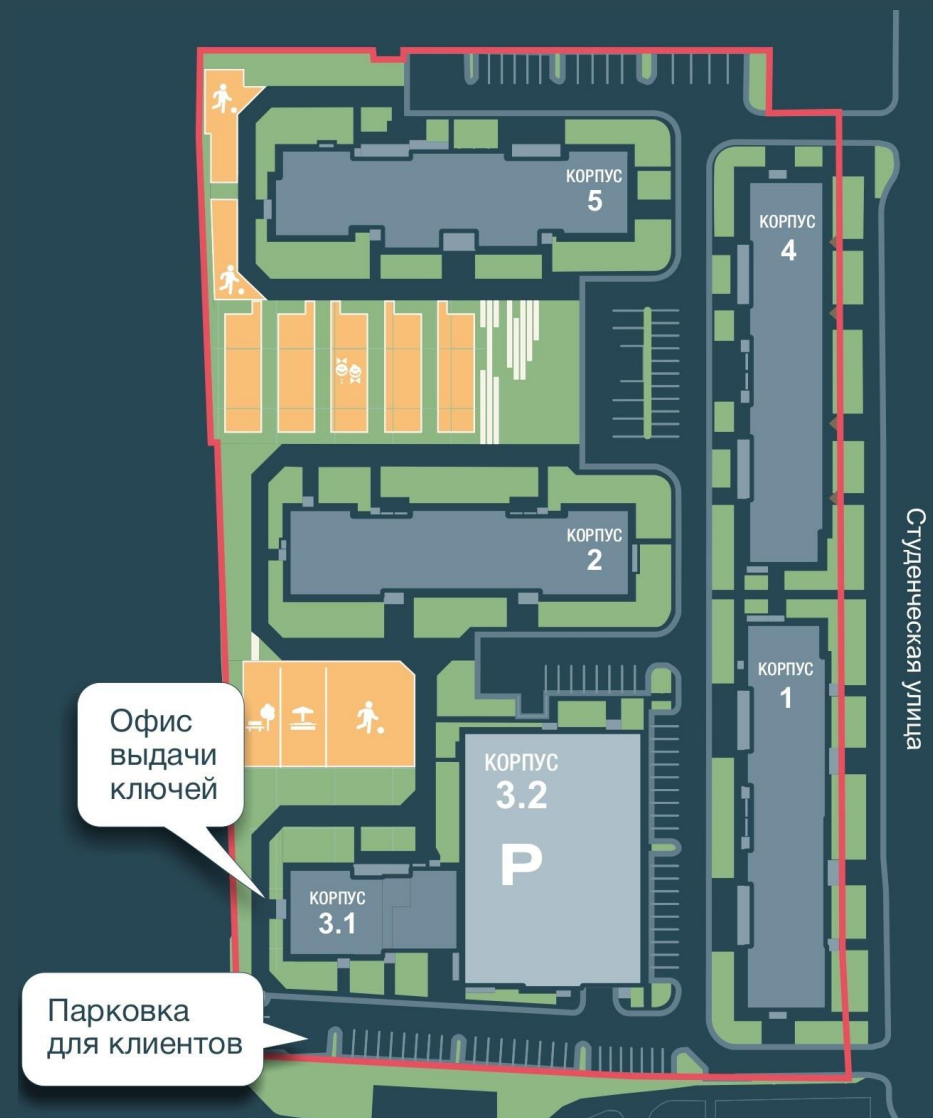 КОРПУС
5
КОРПУС
4
КОРПУС
2
Студенческая улица
КОРПУС
1
Офис
выдачи
ключей
КОРПУС
3.2
P
КОРПУС
3.1
Парковка
для клиентов